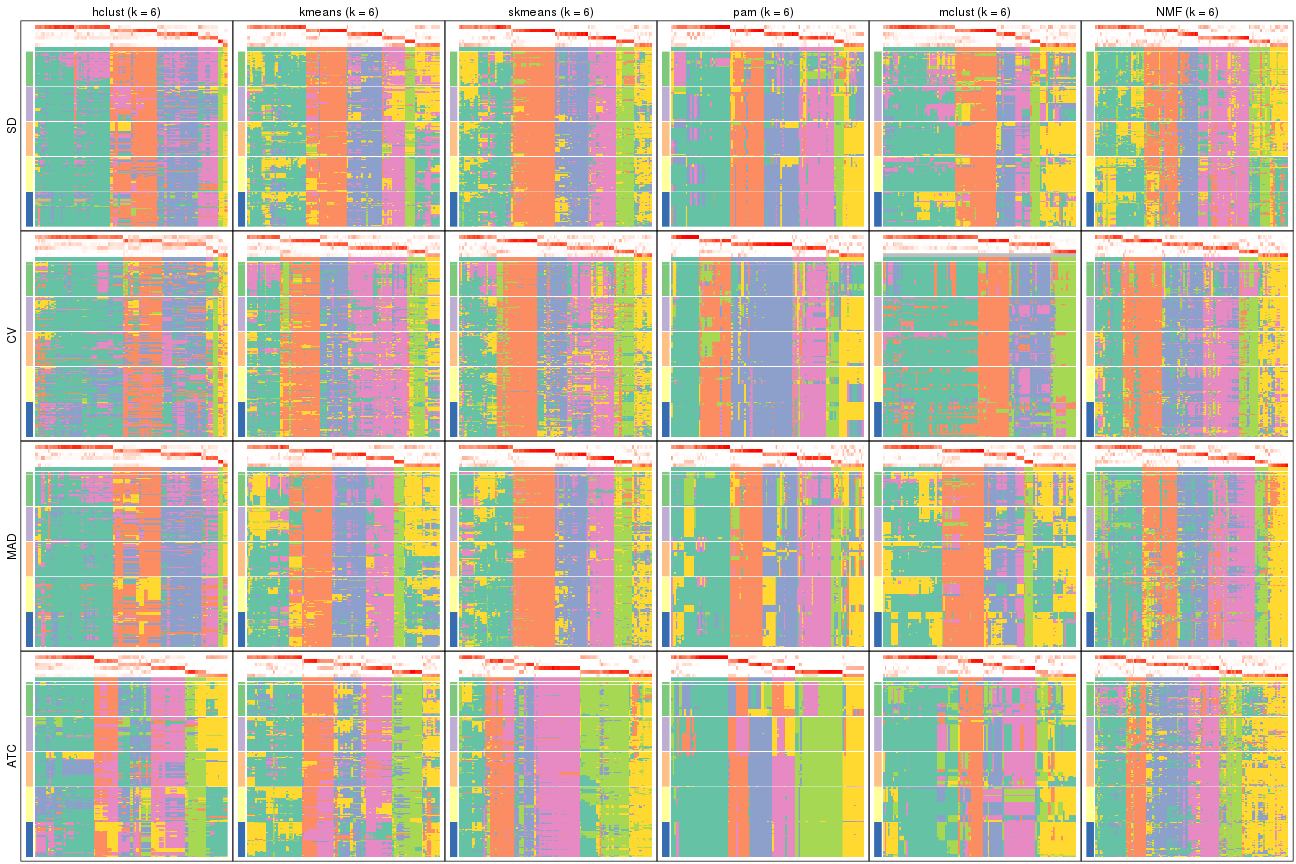 hclust (k = 6) kmeans (k = 6) skmeans (k = 6) pam (k = 6) mclust (k = 6) NMF (k = 6)
SD
CV
MAD
ATC